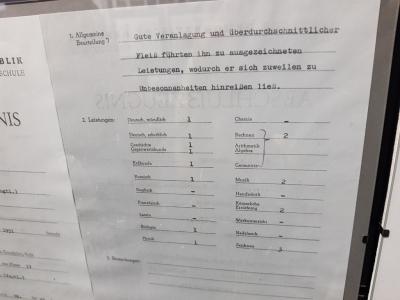 BLIK
SCHULE
NIS
1. Allgemeine Beurteilung
Gute Veranlagung und überdurchschnittlicher
Fleiß führten ihn zu ausgezeichneten
Leistungen, wodurch er sich zuweilen zu
Unbesonnenheiten hinreißen ließ.
2. Leistungen:
Deutsch, mündlich 1
Deutsch, schriftlich 1
Geschichte 1
Gegenwartskunde 1
Erdkunde 1
Russisch 1
Englisch -
Französisch -
Latein -
Biologie 1
Physik 1
Chemie -
Rechnen 2
Arithmetik
Algebra
Geometrie
Musik 2
Handschrift -
Körperliche Erziehung 2
Werkunterricht -
Nadelarb. -
Zeichnen 3
3. Bemerkungen: